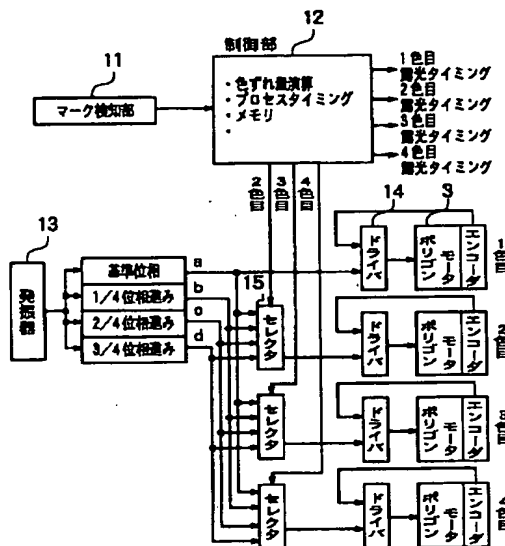 12
制御部
・色ずれ量演算
・プロセスタイミング
・メモリ
・
11
マーク検知部
1色目
露光タイミング
2色目
露光タイミング
3色目
露光タイミング
4色目
露光タイミング
2色目
3色目
4色目
13
発振器
基準位相
a
1/4位相進み
b
2/4位相進み
c
3/4位相進み
d
15
セレクタ
セレクタ
セレクタ
14
3
ドライバ
ポリゴンモータ
エンコーダ
1色目
ドライバ
ポリゴンモータ
エンコーダ
2色目
ドライバ
ポリゴンモータ
エンコーダ
3色目
ドライバ
ポリゴンモータ
エンコーダ
4色目